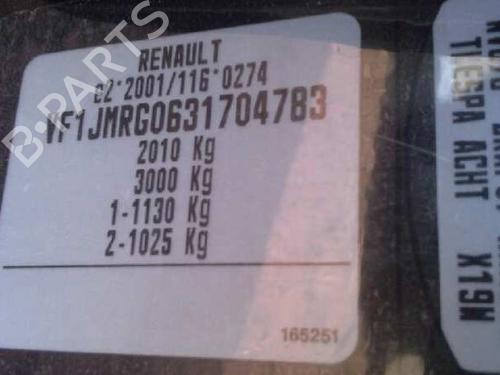 RENAULT
e2*2001/116*0274
VF1JMRG0631704783
2010 Kg
3000 Kg
1-1130 Kg
2-1025 Kg
165251
TWESPA ACHT X19W
B-PARTS